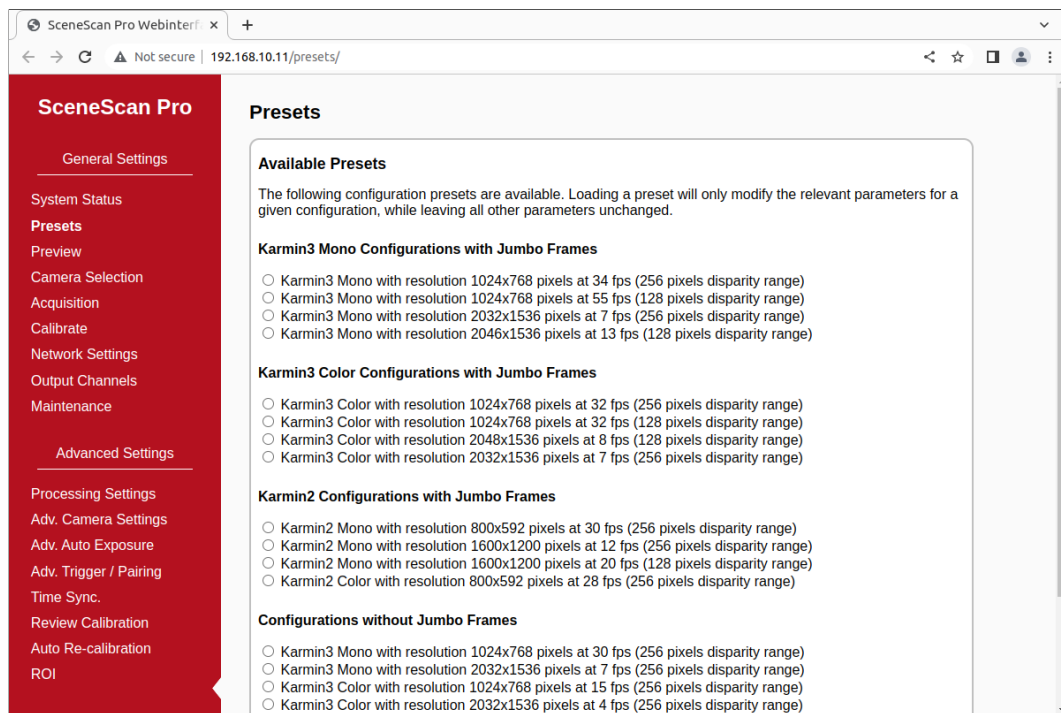 SceneScan Pro Webinterf
Not secure
192.168.10.11/presets/
SceneScan Pro
General Settings
System Status
Presets
Preview
Camera Selection
Acquisition
Calibrate
Network Settings
Output Channels
Maintenance
Advanced Settings
Processing Settings
Adv. Camera Settings
Adv. Auto Exposure
Adv. Trigger / Pairing
Time Sync.
Review Calibration
Auto Re-calibration
ROI
Presets
Available Presets
The following configuration presets are available. Loading a preset will only modify the relevant parameters for a
given configuration, while leaving all other parameters unchanged.
Karmin3 Mono Configurations with Jumbo Frames
Karmin3 Mono with resolution 1024x768 pixels at 34 fps (256 pixels disparity range)
Karmin3 Mono with resolution 1024x768 pixels at 55 fps (128 pixels disparity range)
Karmin3 Mono with resolution 2032x1536 pixels at 7 fps (256 pixels disparity range)
Karmin3 Mono with resolution 2046x1536 pixels at 13 fps (128 pixels disparity range)
Karmin3 Color Configurations with Jumbo Frames
Karmin3 Color with resolution 1024x768 pixels at 32 fps (256 pixels disparity range)
Karmin3 Color with resolution 1024x768 pixels at 32 fps (128 pixels disparity range)
Karmin3 Color with resolution 2048x1536 pixels at 8 fps (128 pixels disparity range)
Karmin3 Color with resolution 2032x1536 pixels at 7 fps (256 pixels disparity range)
Karmin2 Configurations with Jumbo Frames
Karmin2 Mono with resolution 800x592 pixels at 30 fps (256 pixels disparity range)
Karmin2 Mono with resolution 1600x1200 pixels at 12 fps (256 pixels disparity range)
Karmin2 Mono with resolution 1600x1200 pixels at 20 fps (128 pixels disparity range)
Karmin2 Color with resolution 800x592 pixels at 28 fps (256 pixels disparity range)
Configurations without Jumbo Frames
Karmin3 Mono with resolution 1024x768 pixels at 30 fps (256 pixels disparity range)
Karmin3 Mono with resolution 2032x1536 pixels at 7 fps (256 pixels disparity range)
Karmin3 Color with resolution 1024x768 pixels at 15 fps (256 pixels disparity range)
Karmin3 Color with resolution 2032x1536 pixels at 4 fps (256 pixels disparity range)